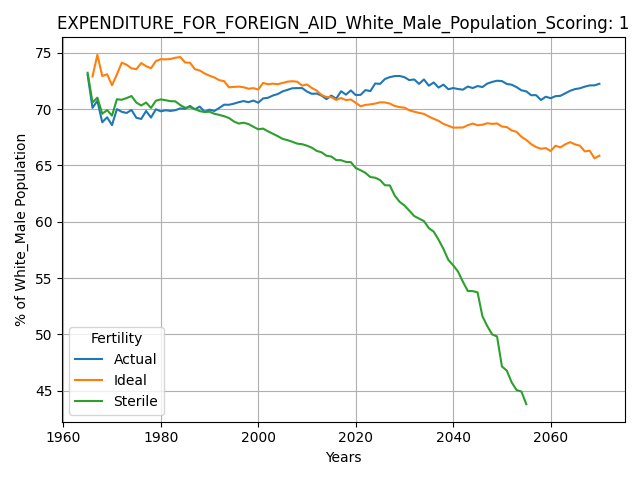 EXPENDITURE_FOR_FOREIGN_AID_White_Male_Population_Scoring: 1
% of White_Male Population
75
70
65
60
55
50
45
Fertility
Actual
Ideal
Sterile
1960 1980 2000 2020 2040 2060
Years